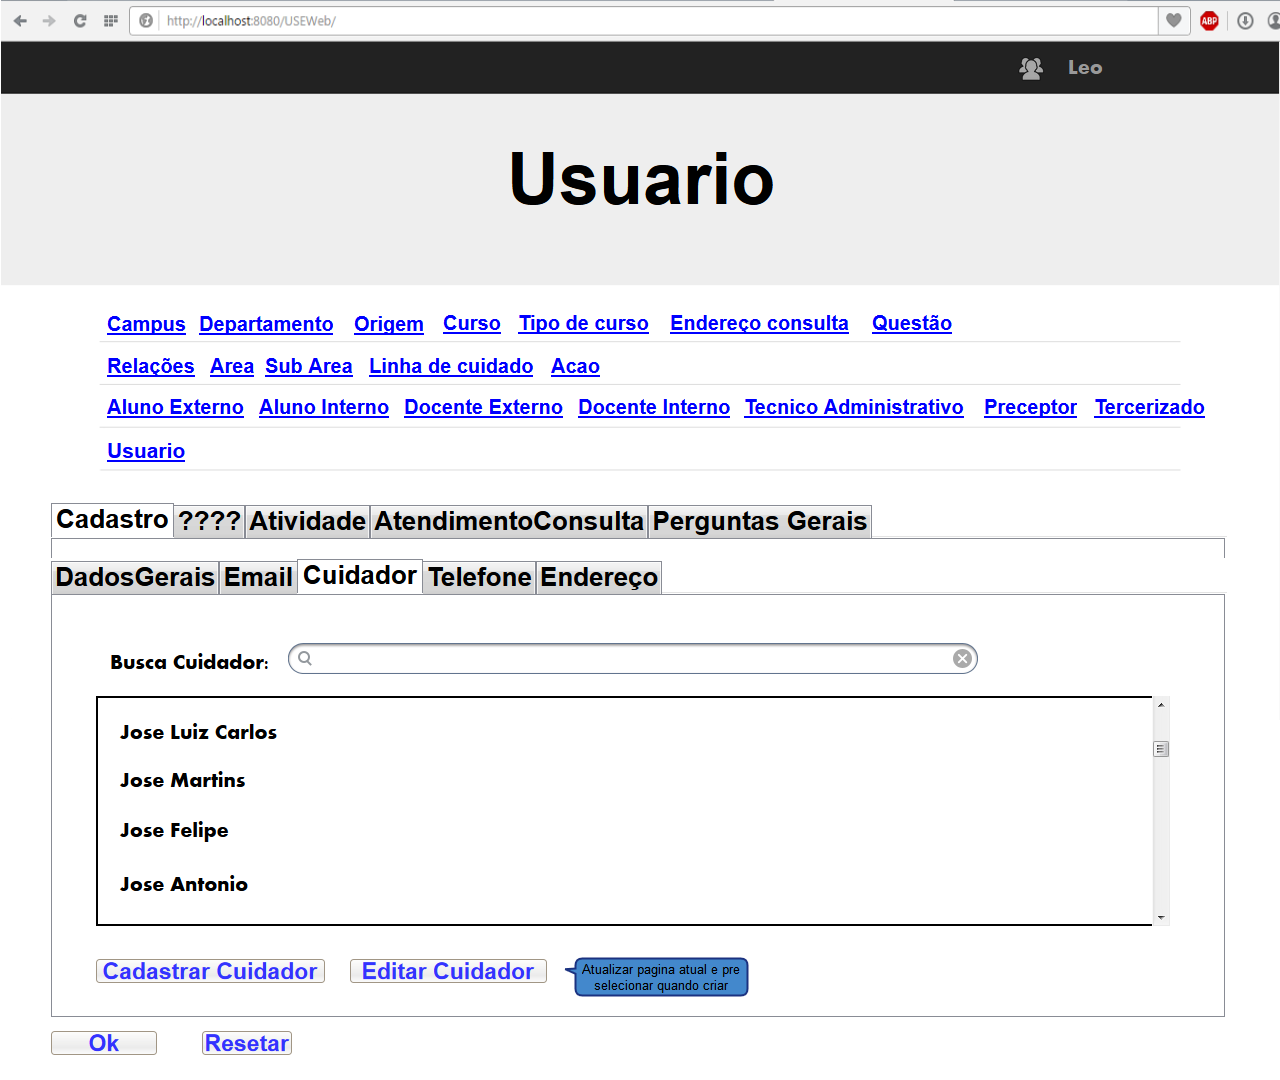 http://localhost:8080/USEWeb/
ABP
Leo
Usuario
Campus Departamento Origem Curso Tipo de curso Endereço consulta Questão
Relações Area Sub Area Linha de cuidado Acao
Aluno Externo Aluno Interno Docente Externo Docente Interno Tecnico Administrativo Preceptor Tercerizado
Usuario
Cadastro ???? Atividade AtendimentoConsulta Perguntas Gerais
DadosGerais Email Cuidador Telefone Endereço
Busca Cuidador:
Jose Luiz Carlos
Jose Martins
Jose Felipe
Jose Antonio
Cadastrar Cuidador Editar Cuidador
Atualizar pagina atual e pre
selecionar quando criar
Ok Resetar